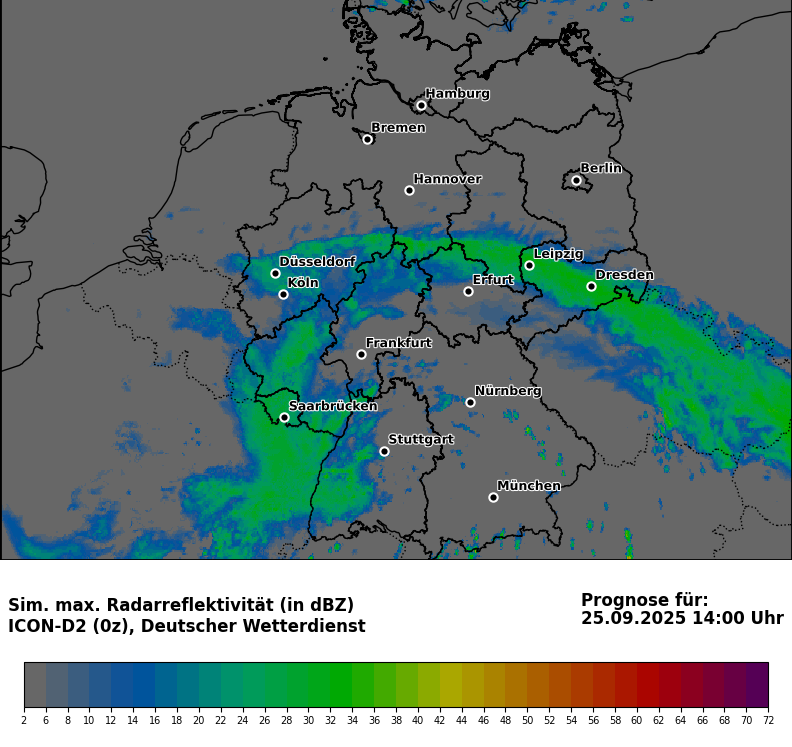 Hamburg
Bremen
Berlin
Hannover
Leipzig
Düsseldorf
Dresden
Köln
Erfurt
Frankfurt
Nürnberg
Saarbrücken
Stuttgart
München
Sim. max. Radarreflektivität (in dBZ)
ICON-D2 (0z), Deutscher Wetterdienst
Prognose für:
25.09.2025 14:00 Uhr
2 6 8 10 12 14 16 18 20 22 24 26 28 30 32 34 36 38 40 42 44 46 48 50 52 54 56 58 60 62 64 66 68 70 72